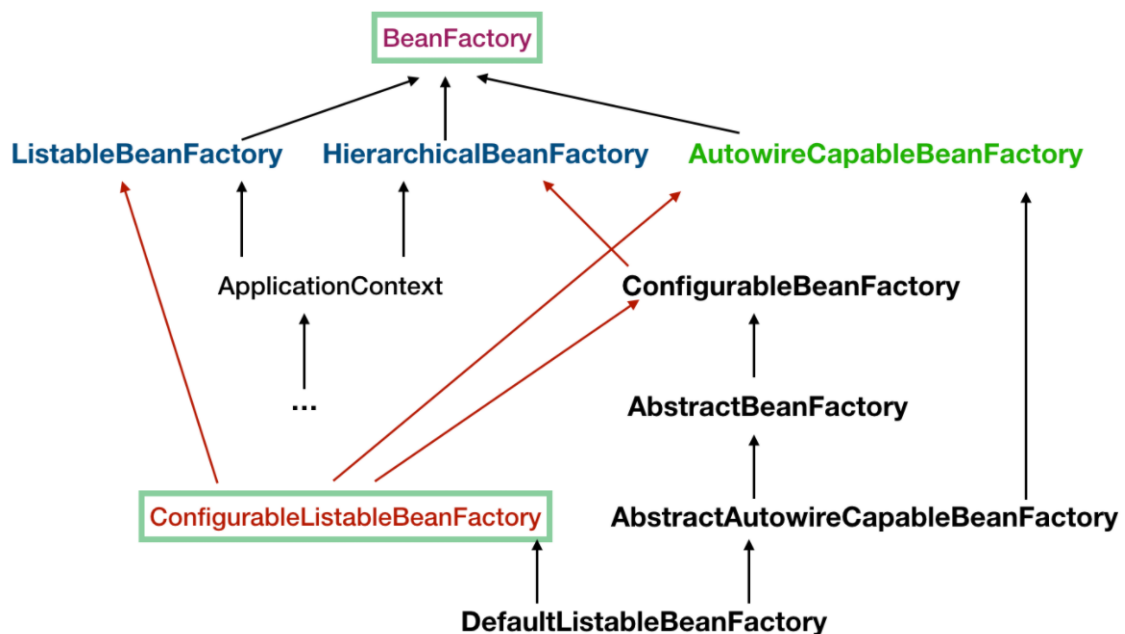 BeanFactory
ListableBeanFactory
HierarchicalBeanFactory
AutowireCapableBeanFactory
ApplicationContext
ConfigurableBeanFactory
...
AbstractBeanFactory
ConfigurableListableBeanFactory
AbstractAutowireCapableBeanFactory
DefaultListableBeanFactory